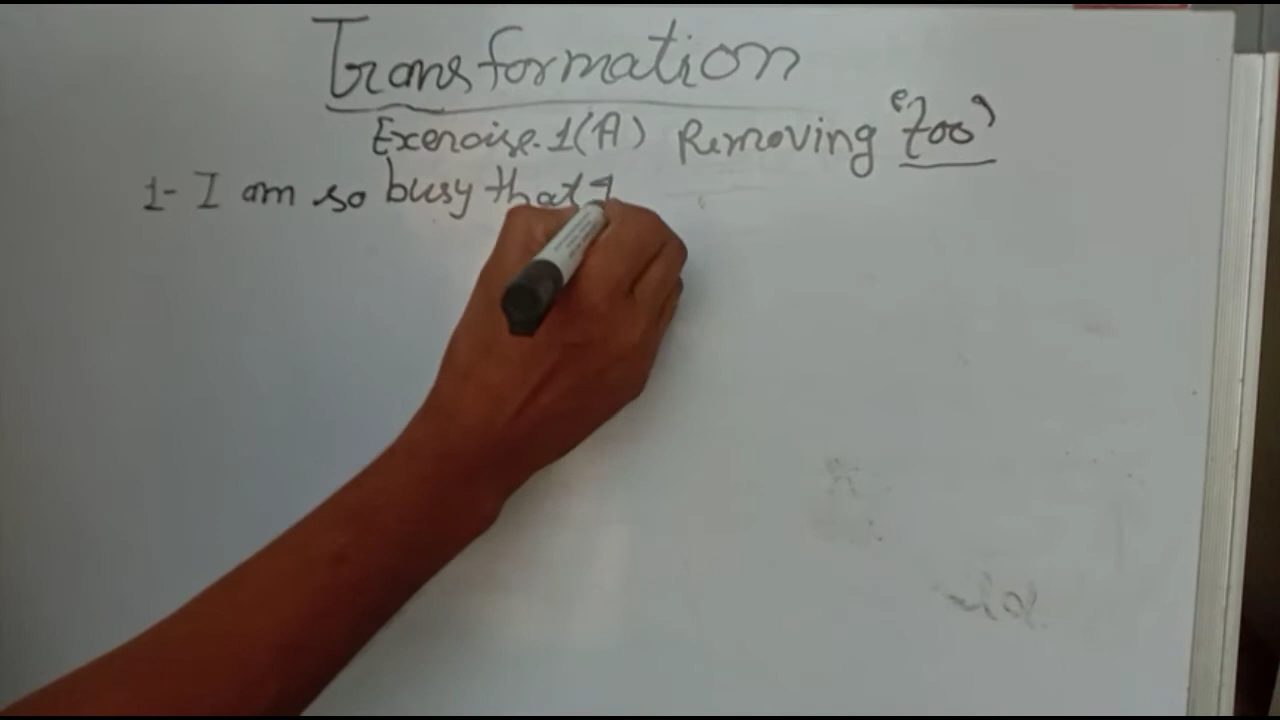 Transformation
Exercise.1(A) Removing "too"
1- I am so busy that I